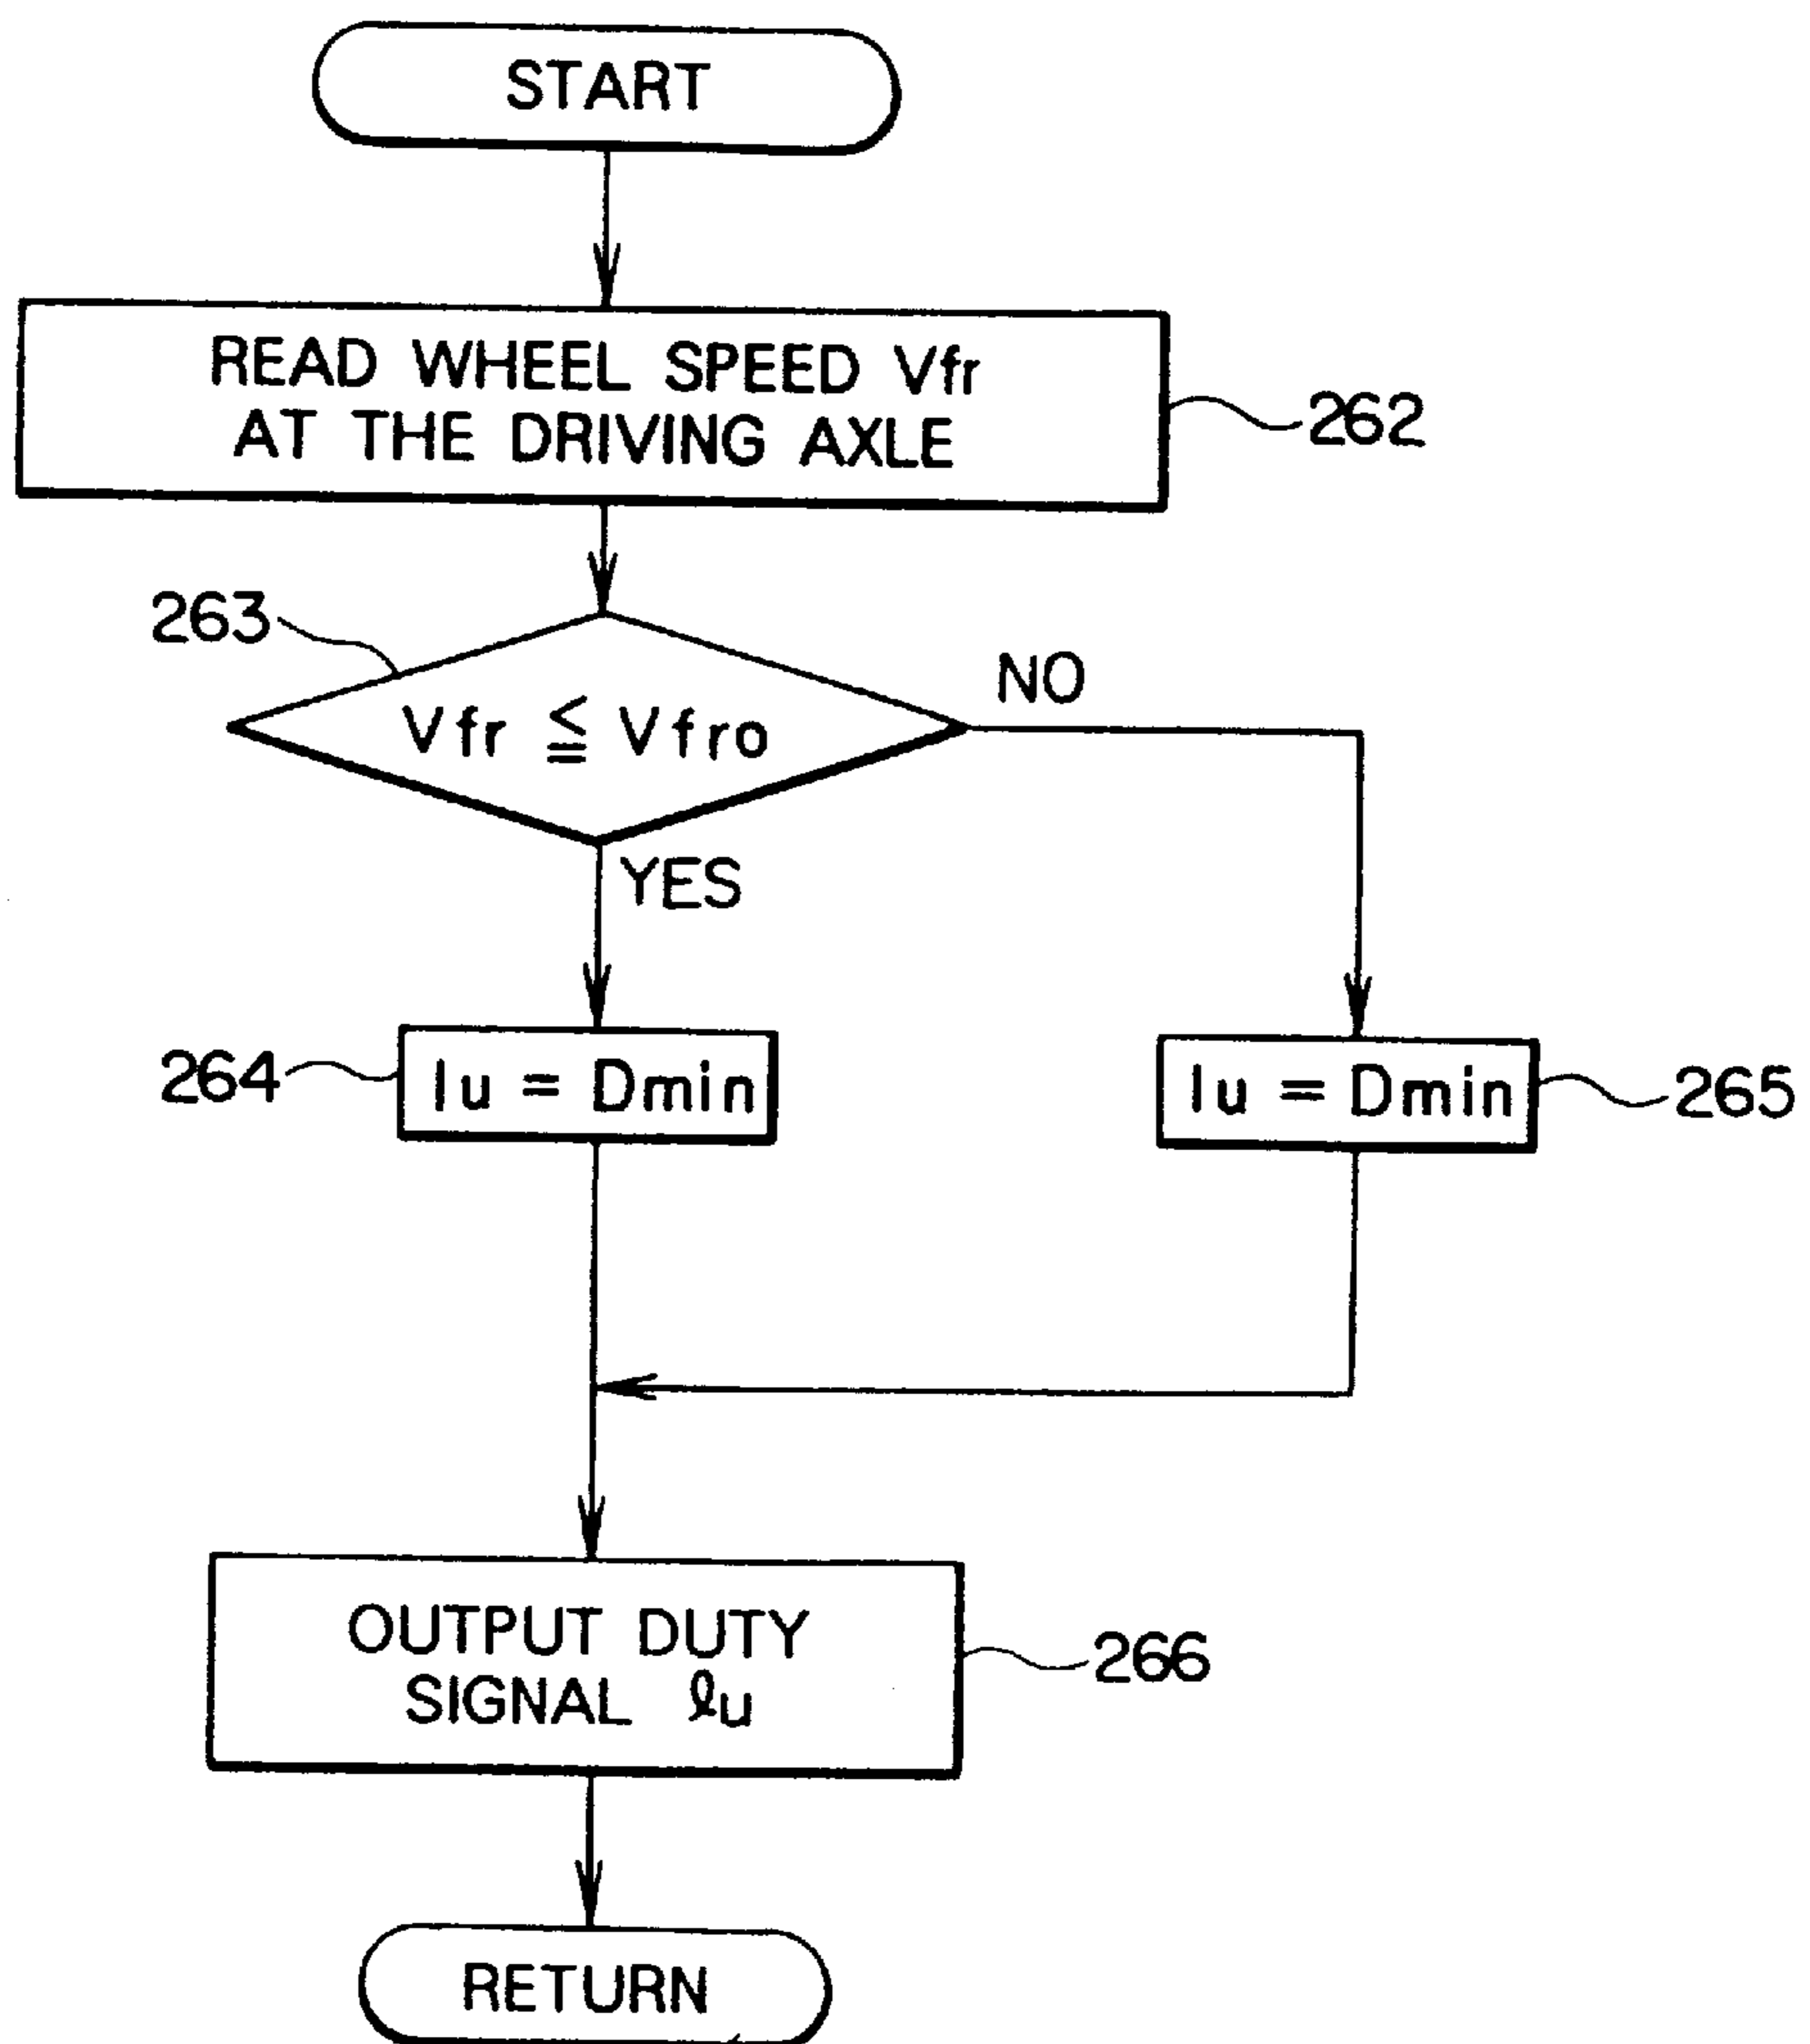 START
READ WHEEL SPEED Vfr
AT THE DRIVING AXLE
262
263
Vfr ≦ Vfro
NO
YES
264
Iu = Dmin
Iu = Dmin
265
OUTPUT DUTY
SIGNAL ℓu
266
RETURN